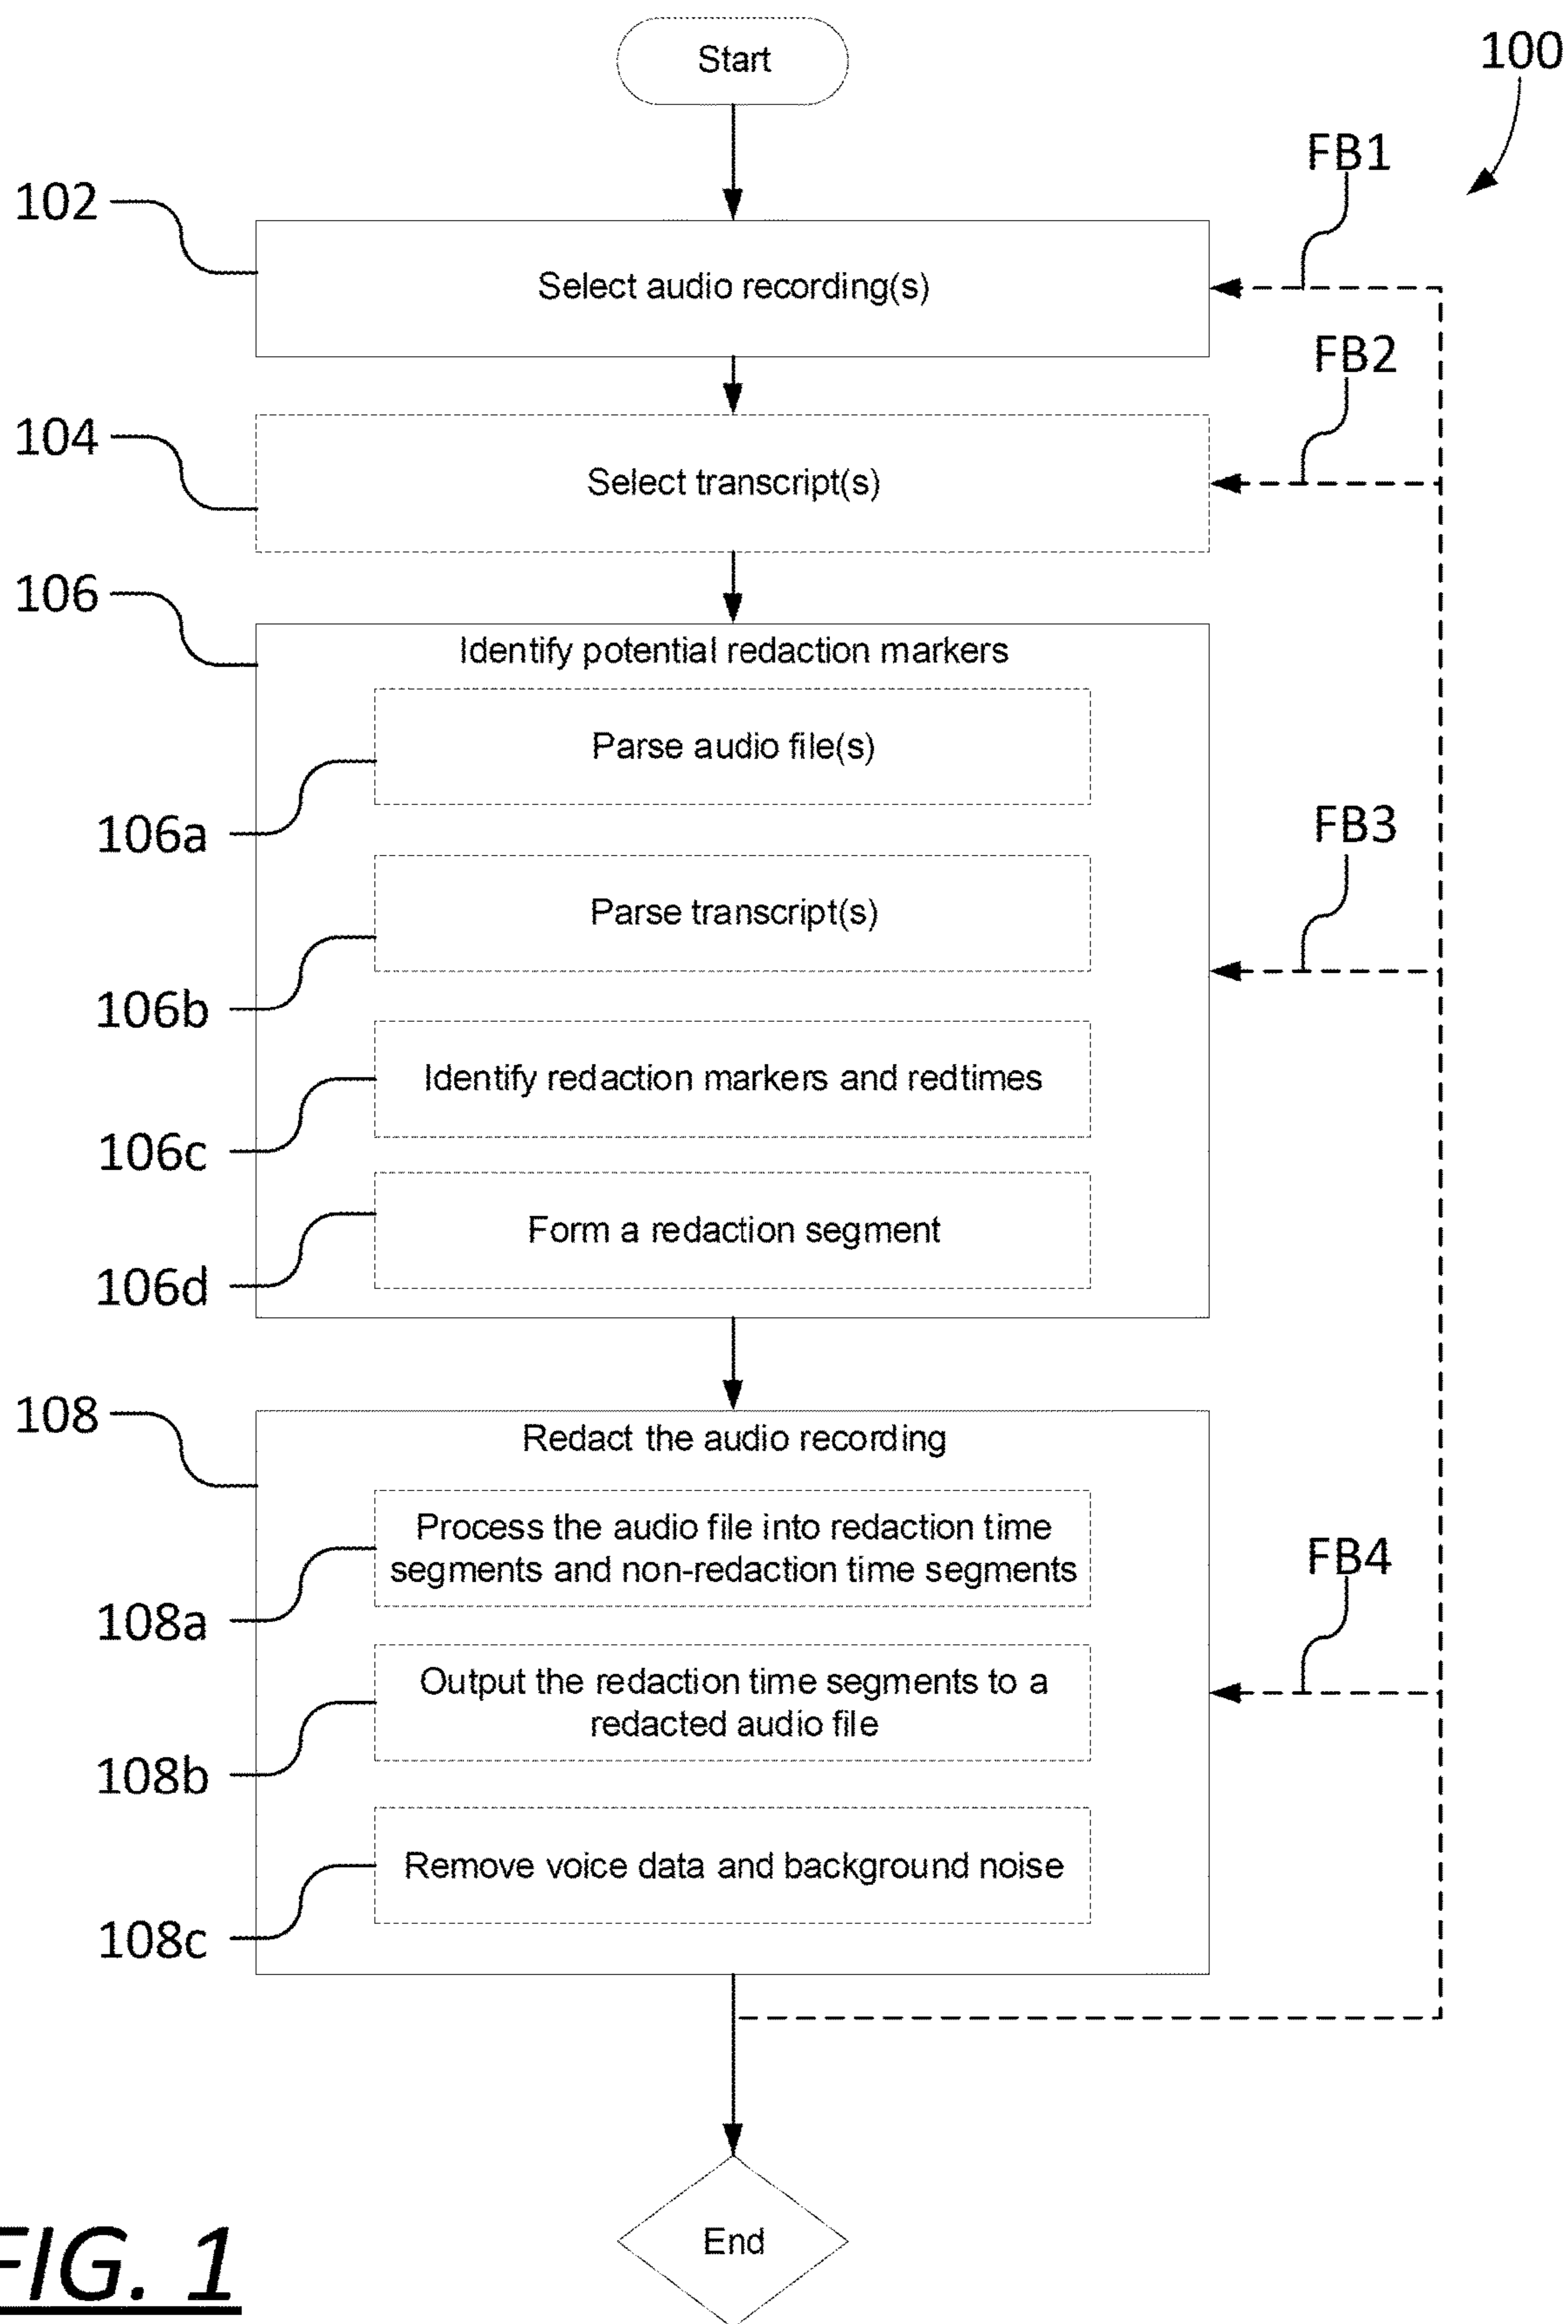 Start
100
FB1
102
Select audio recording(s)
FB2
104
Select transcript(s)
106
Identify potential redaction markers
Parse audio file(s)
106a
FB3
Parse transcript(s)
106b
Identify redaction markers and redtimes
106c
Form a redaction segment
106d
108
Redact the audio recording
Process the audio file into redaction time
segments and non-redaction time segments
FB4
108a
Output the redaction time segments to a
redacted audio file
108b
Remove voice data and background noise
108c
End
FIG. 1